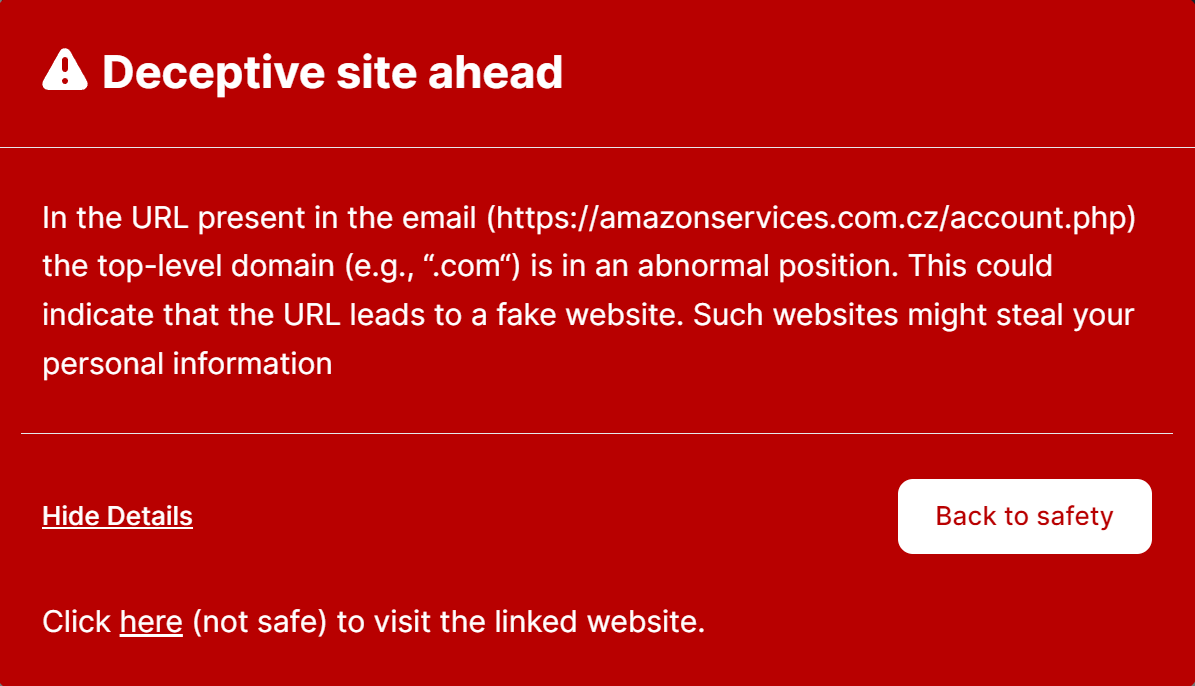 Deceptive site ahead
In the URL present in the email (https://amazonservices.com.cz/account.php)
the top-level domain (e.g., “.com“) is in an abnormal position. This could
indicate that the URL leads to a fake website. Such websites might steal your
personal information
Hide Details
Back to safety
Click here (not safe) to visit the linked website.